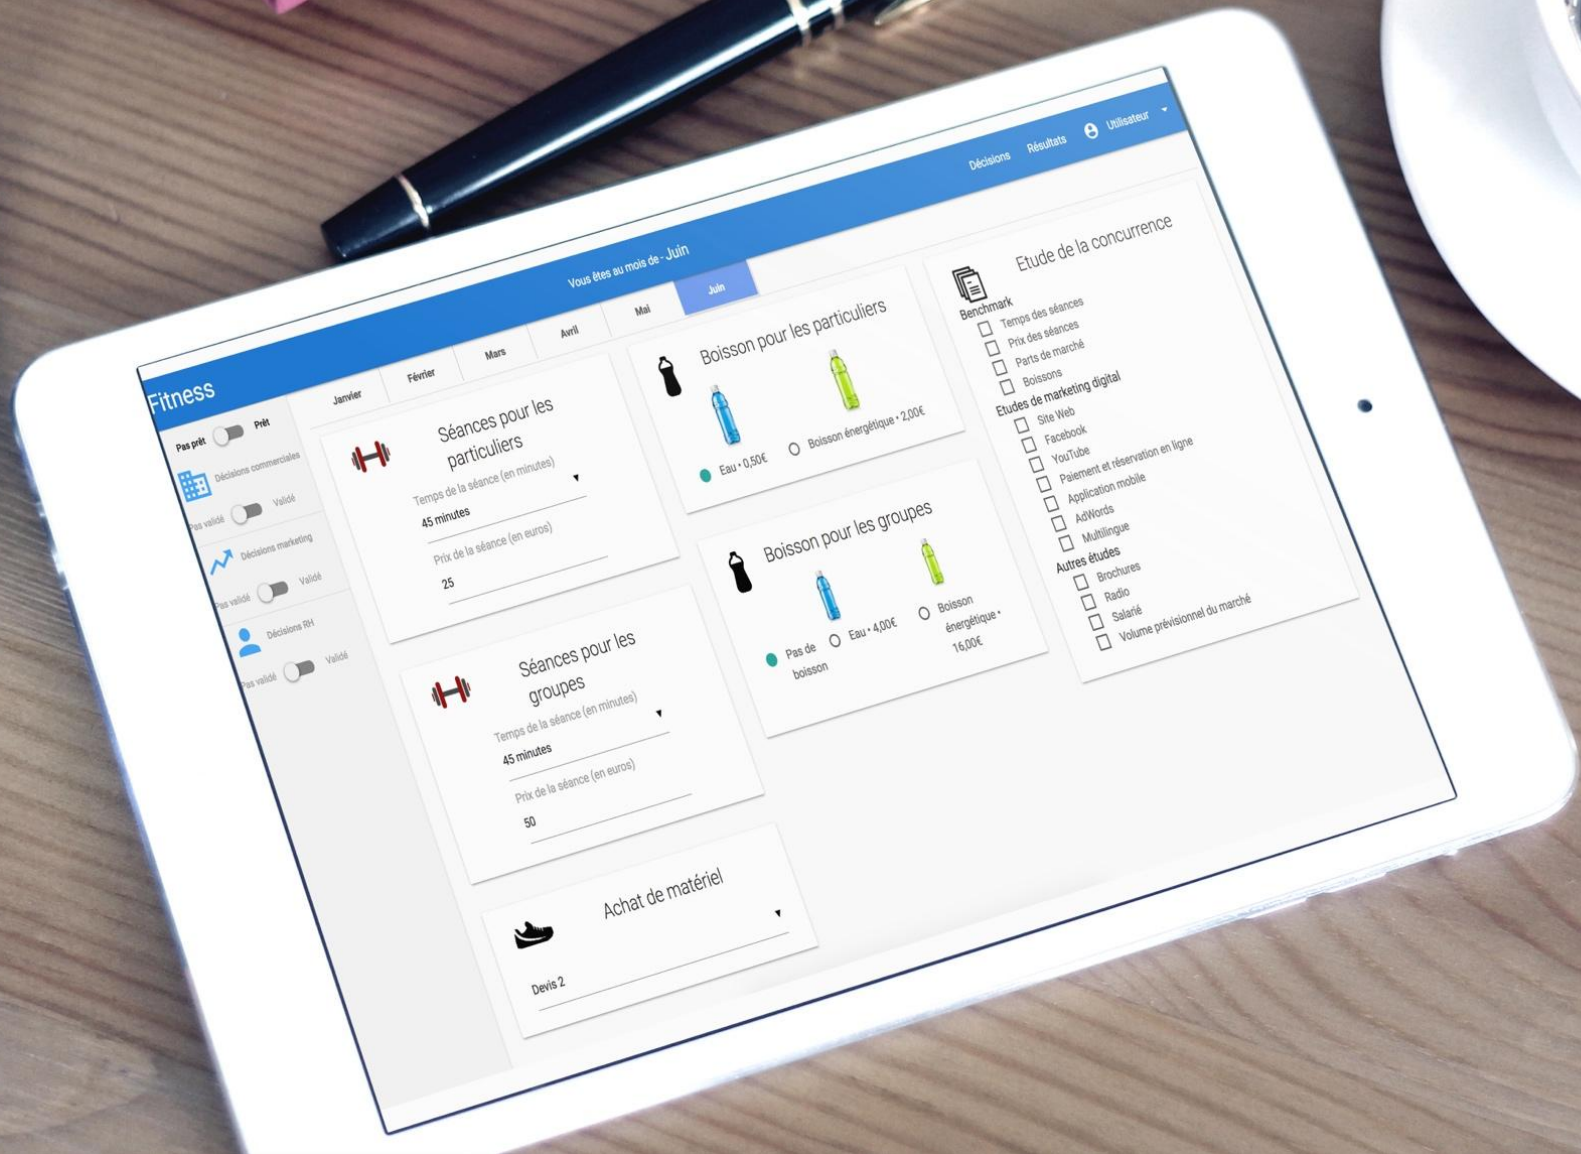 Fitness
Vous êtes au mois de - Juin
Décisions
Résultats
Utilisateur
Janvier
Février
Mars
Avril
Mai
Juin
Pas prêt
Prêt
Décisions commerciales
Pas validé
Validé
Décisions marketing
Pas validé
Validé
Décisions RH
Pas validé
Validé
Séances pour les
particuliers
Temps de la séance (en minutes)
45 minutes
Prix de la séance (en euros)
25
Séances pour les
groupes
Temps de la séance (en minutes)
45 minutes
Prix de la séance (en euros)
50
Achat de matériel
Devis 2
Boisson pour les particuliers
Eau • 0,50€
Boisson énergétique • 2,00€
Boisson pour les groupes
Pas de
boisson
Eau • 4,00€
Boisson
énergétique •
16,00€
Etude de la concurrence
Benchmark
Temps des séances
Prix des séances
Parts de marché
Boissons
Etudes de marketing digital
Site Web
Facebook
YouTube
Paiement et réservation en ligne
Application mobile
AdWords
Multilingue
Autres études
Brochures
Radio
Salarié
Volume prévisionnel du marché